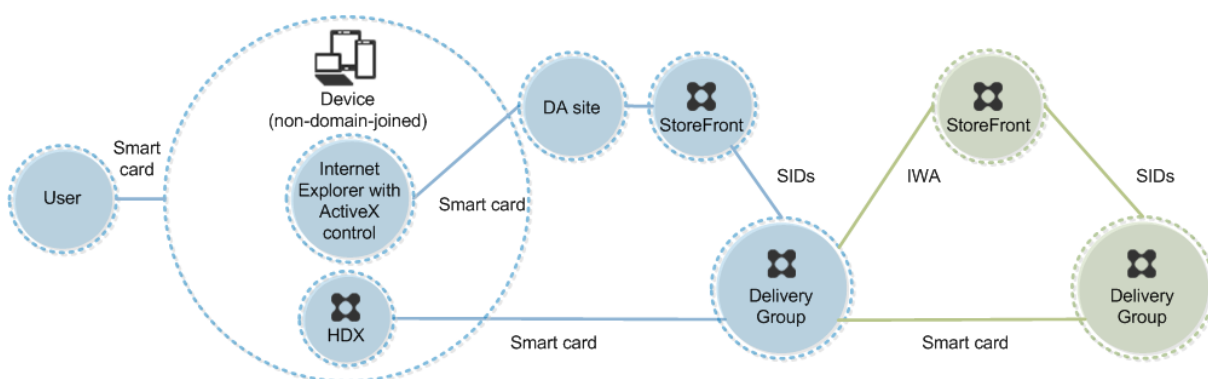 User
Smart
card
Device
(non-domain-joined)
Internet
Explorer with
ActiveX
control
HDX
Smart card
DA site
StoreFront
SIDs
Delivery
Group
Smart card
IWA
StoreFront
SIDs
Delivery
Group
Smart card